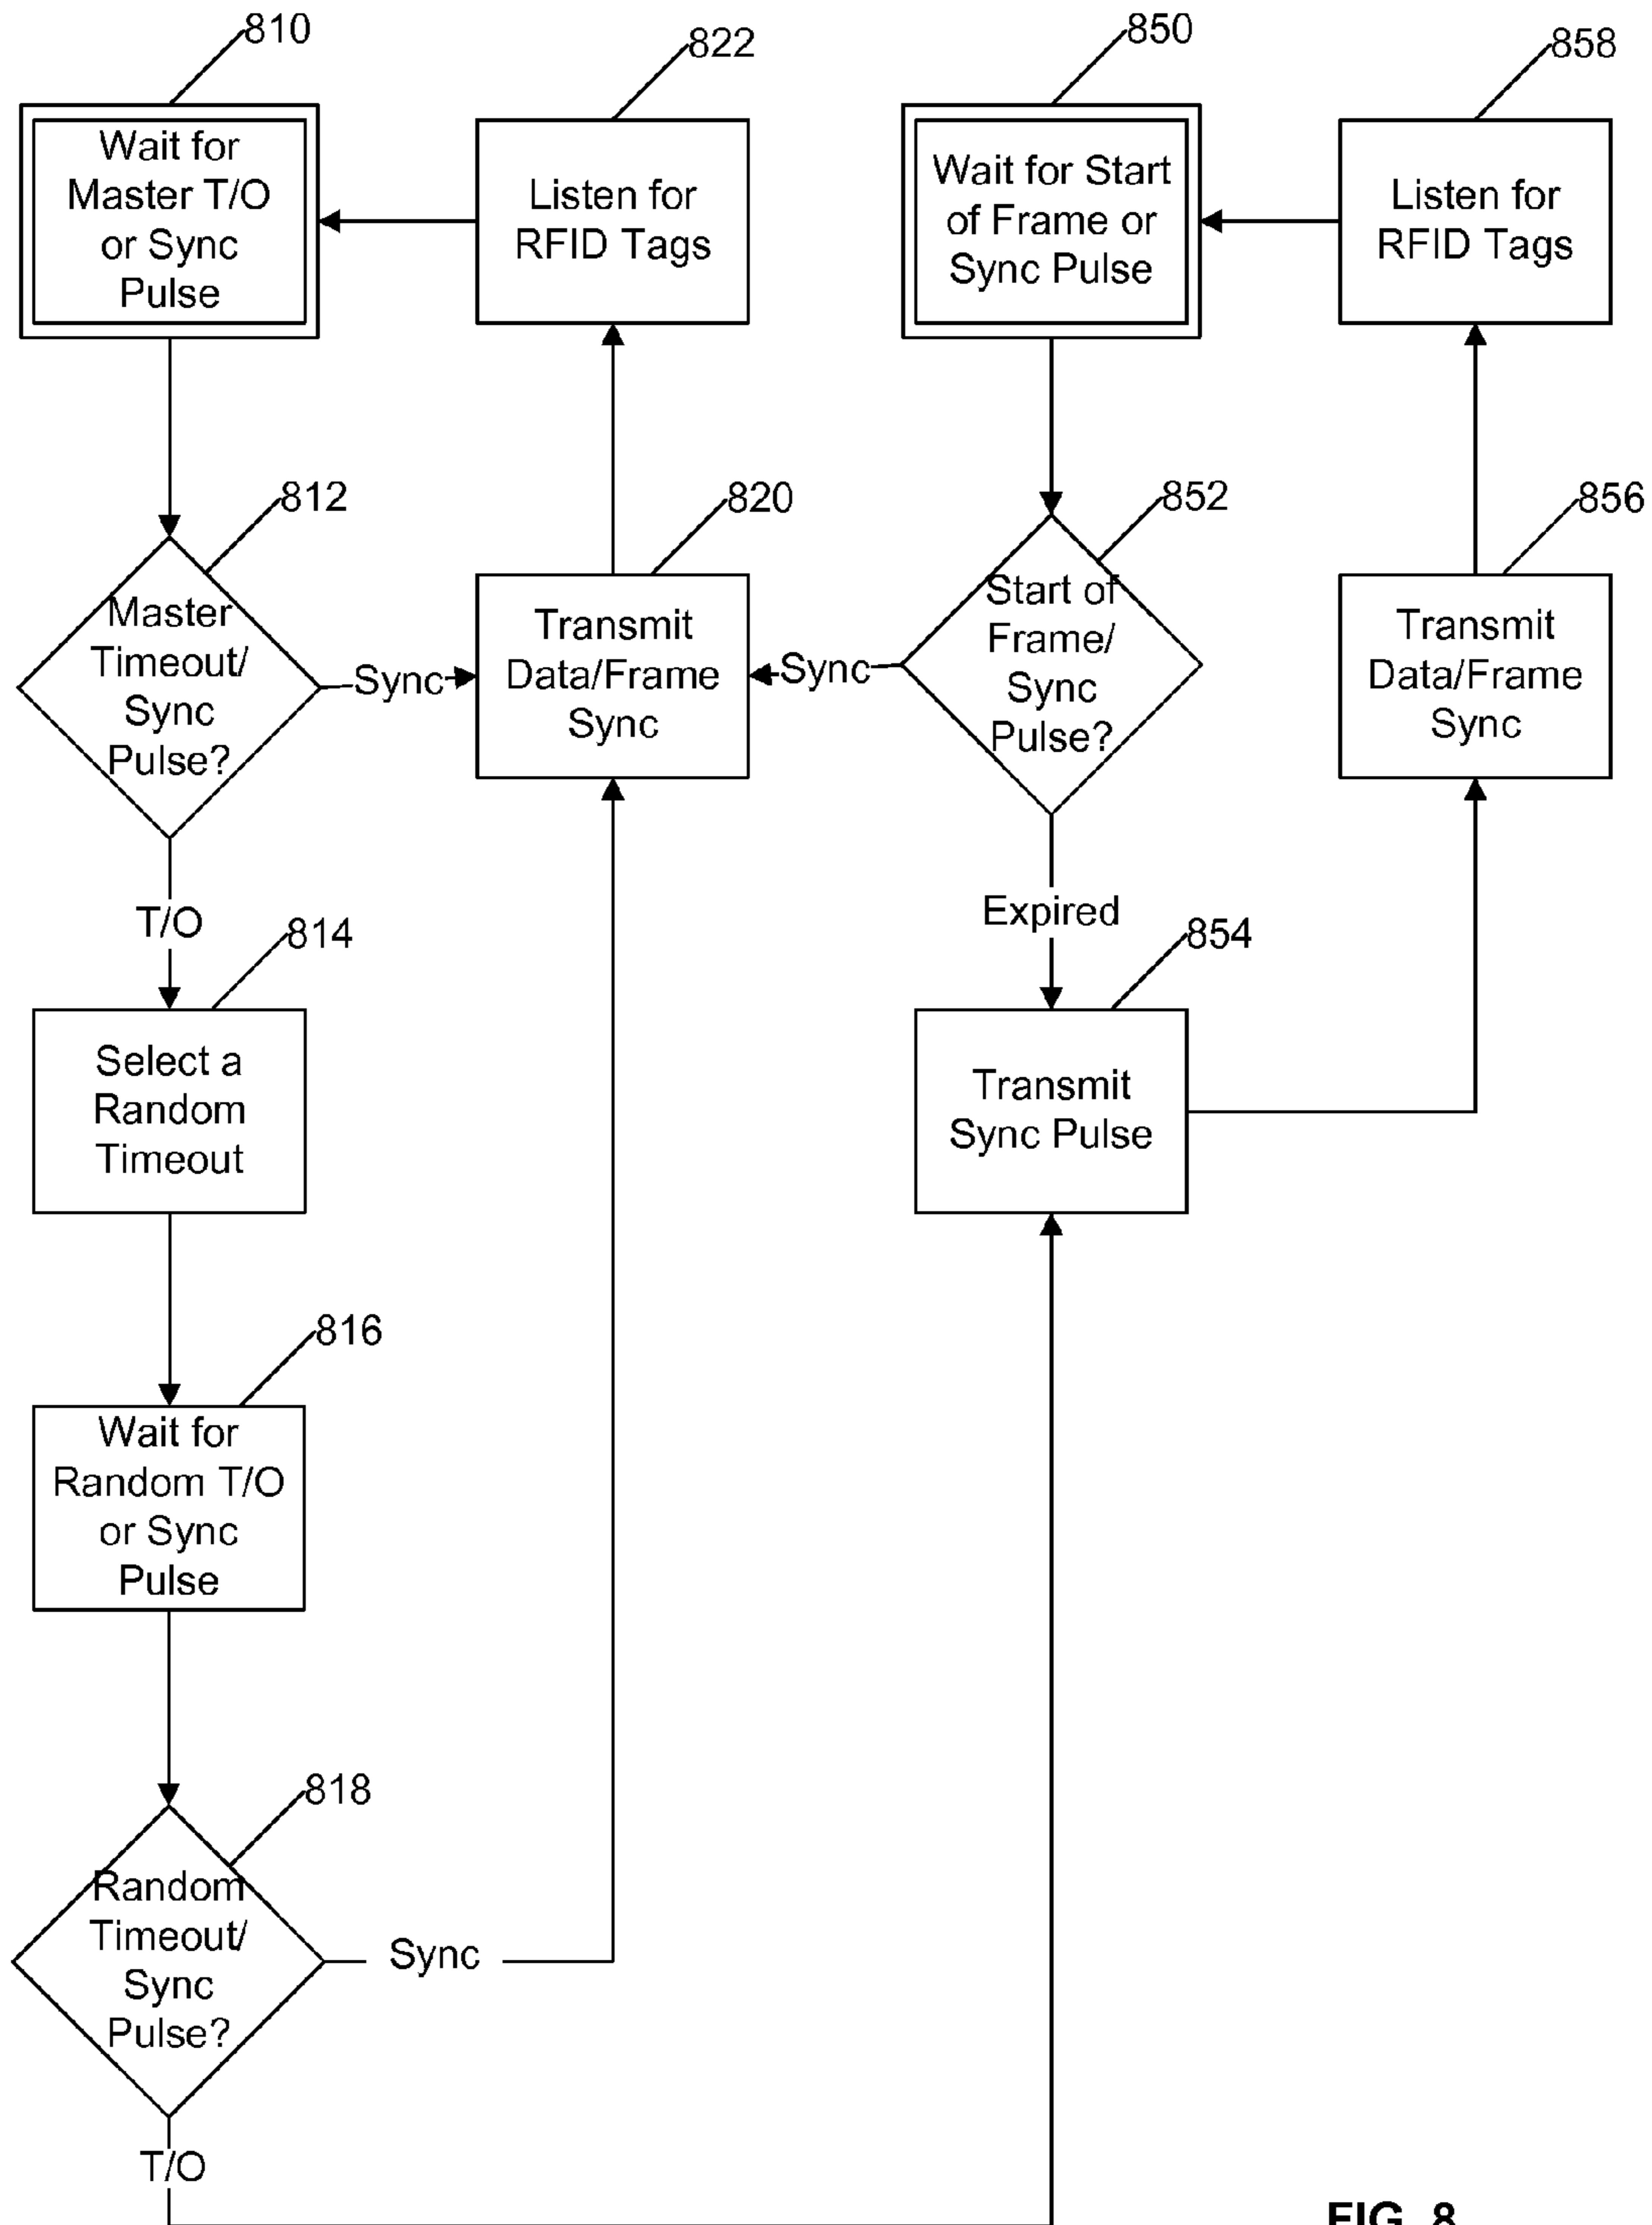 810
822
850
858
Wait for
Master T/O
or Sync
Pulse
Listen for
RFID Tags
Wait for Start
of Frame or
Sync Pulse
Listen for
RFID Tags
812
820
852
856
Master
Timeout/
Sync
Pulse?
Sync
Transmit
Data/Frame
Sync
Sync
Start of
Frame/
Sync
Pulse?
Transmit
Data/Frame
Sync
T/O
Expired
814
854
Select a
Random
Timeout
Transmit
Sync Pulse
816
Wait for
Random T/O
or Sync
Pulse
818
Random
Timeout/
Sync
Pulse?
Sync
T/O
FIG. 8